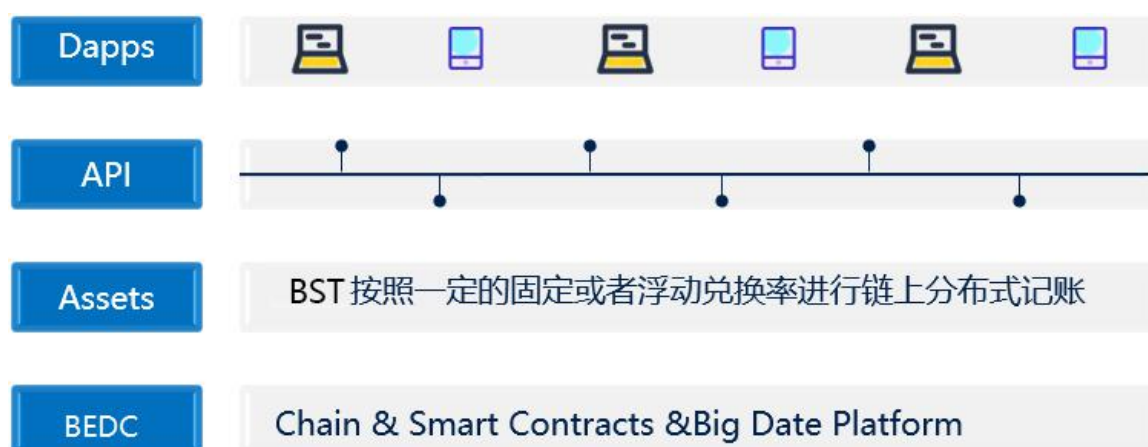 Dapps
API
Assets
BST 按照一定的固定或者浮动兑换率进行链上分布式记账
BEDC
Chain & Smart Contracts &Big Date Platform